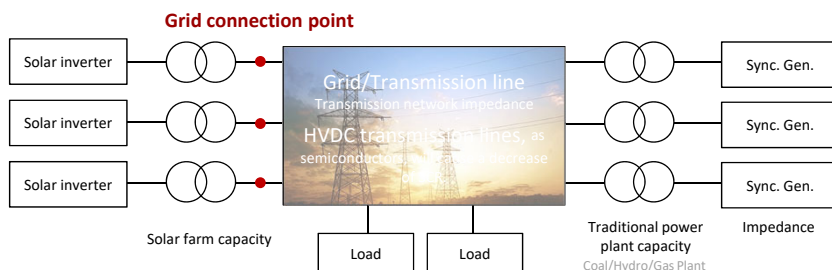 Grid connection point
Solar inverter
Solar inverter
Solar inverter
Grid/Transmission line
Transmission network impedance
HVDC transmission lines, as
semiconductors decrease
Sync. Gen.
Sync. Gen.
Sync. Gen.
Solar farm capacity
Load
Load
Traditional power
plant capacity
Coal/Hydro/Gas Plant
Impedance